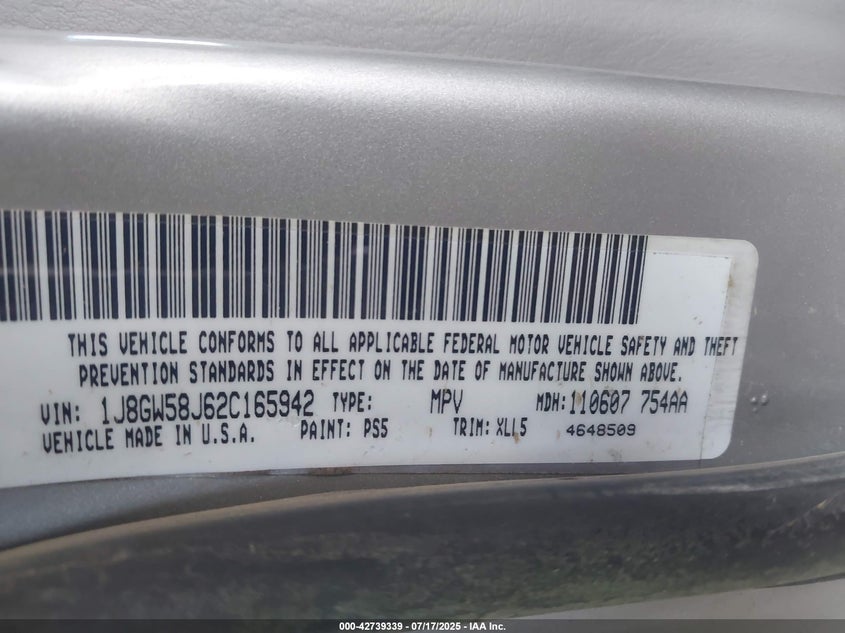 THIS VEHICLE CONFORMS TO ALL APPLICABLE FEDERAL MOTOR VEHICLE SAFETY AND THEFT
PREVENTION STANDARDS IN EFFECT ON THE DATE OF MANUFACTURE SHOWN ABOVE.
VIN: 1J8GW58J62C165942 TYPE: MPV MDH: 110607 754AA
VEHICLE MADE IN U.S.A. PAINT: PS5 TRIM: XLL5 4648509
000-42739339 - 07/17/2025 - IAA Inc.